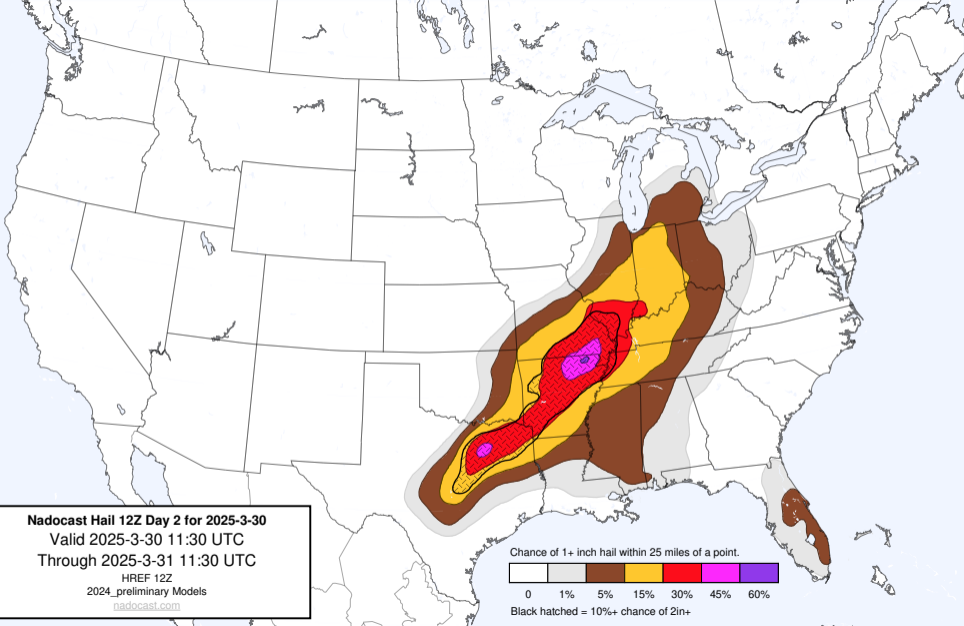 Nadocast Hail 12Z Day 2 for 2025-3-30
Valid 2025-3-30 11:30 UTC
Through 2025-3-31 11:30 UTC
HREF 12Z
2024_preliminary Models
nadocast.com
Chance of 1+ inch hail within 25 miles of a point.
0 1% 5% 15% 30% 45% 60%
Black hatched = 10%+ chance of 2in+